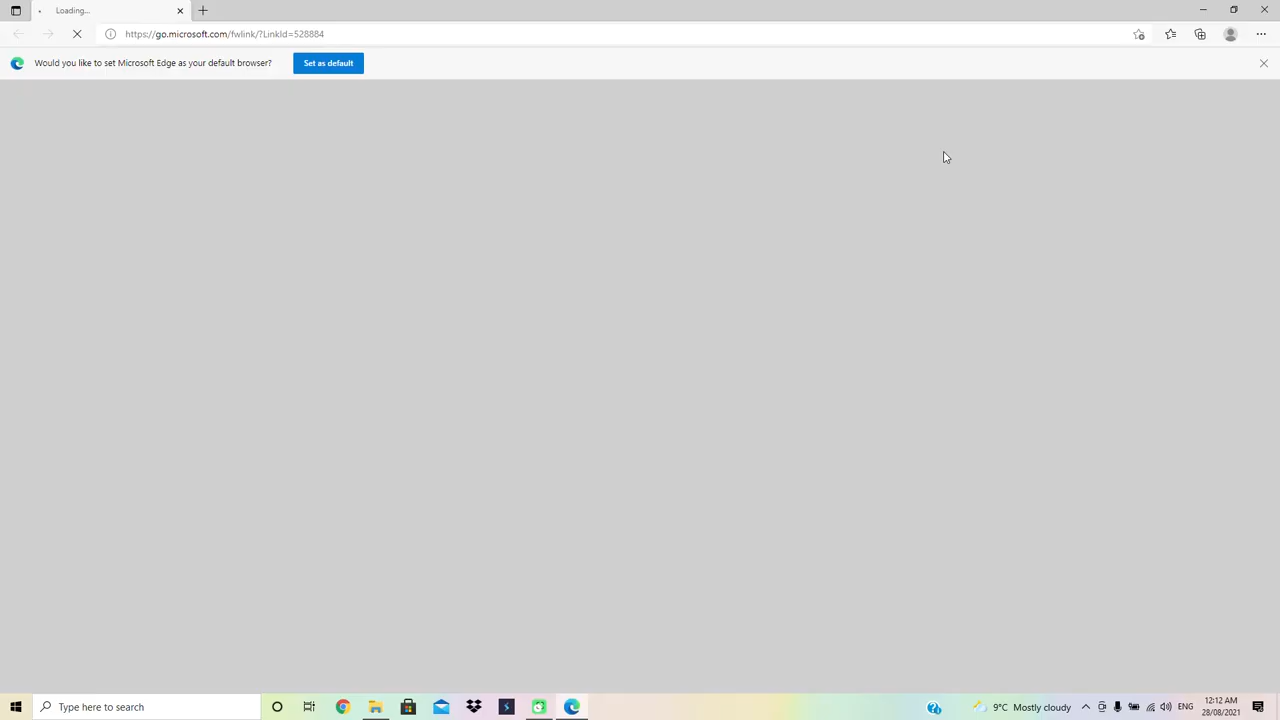 Loading...
https://go.microsoft.com/fwlink/?LinkId=528884
Would you like to set Microsoft Edge as your default browser?
Set as default
Type here to search
9°C Mostly cloudy
ENG
12:12 AM
28/08/2021